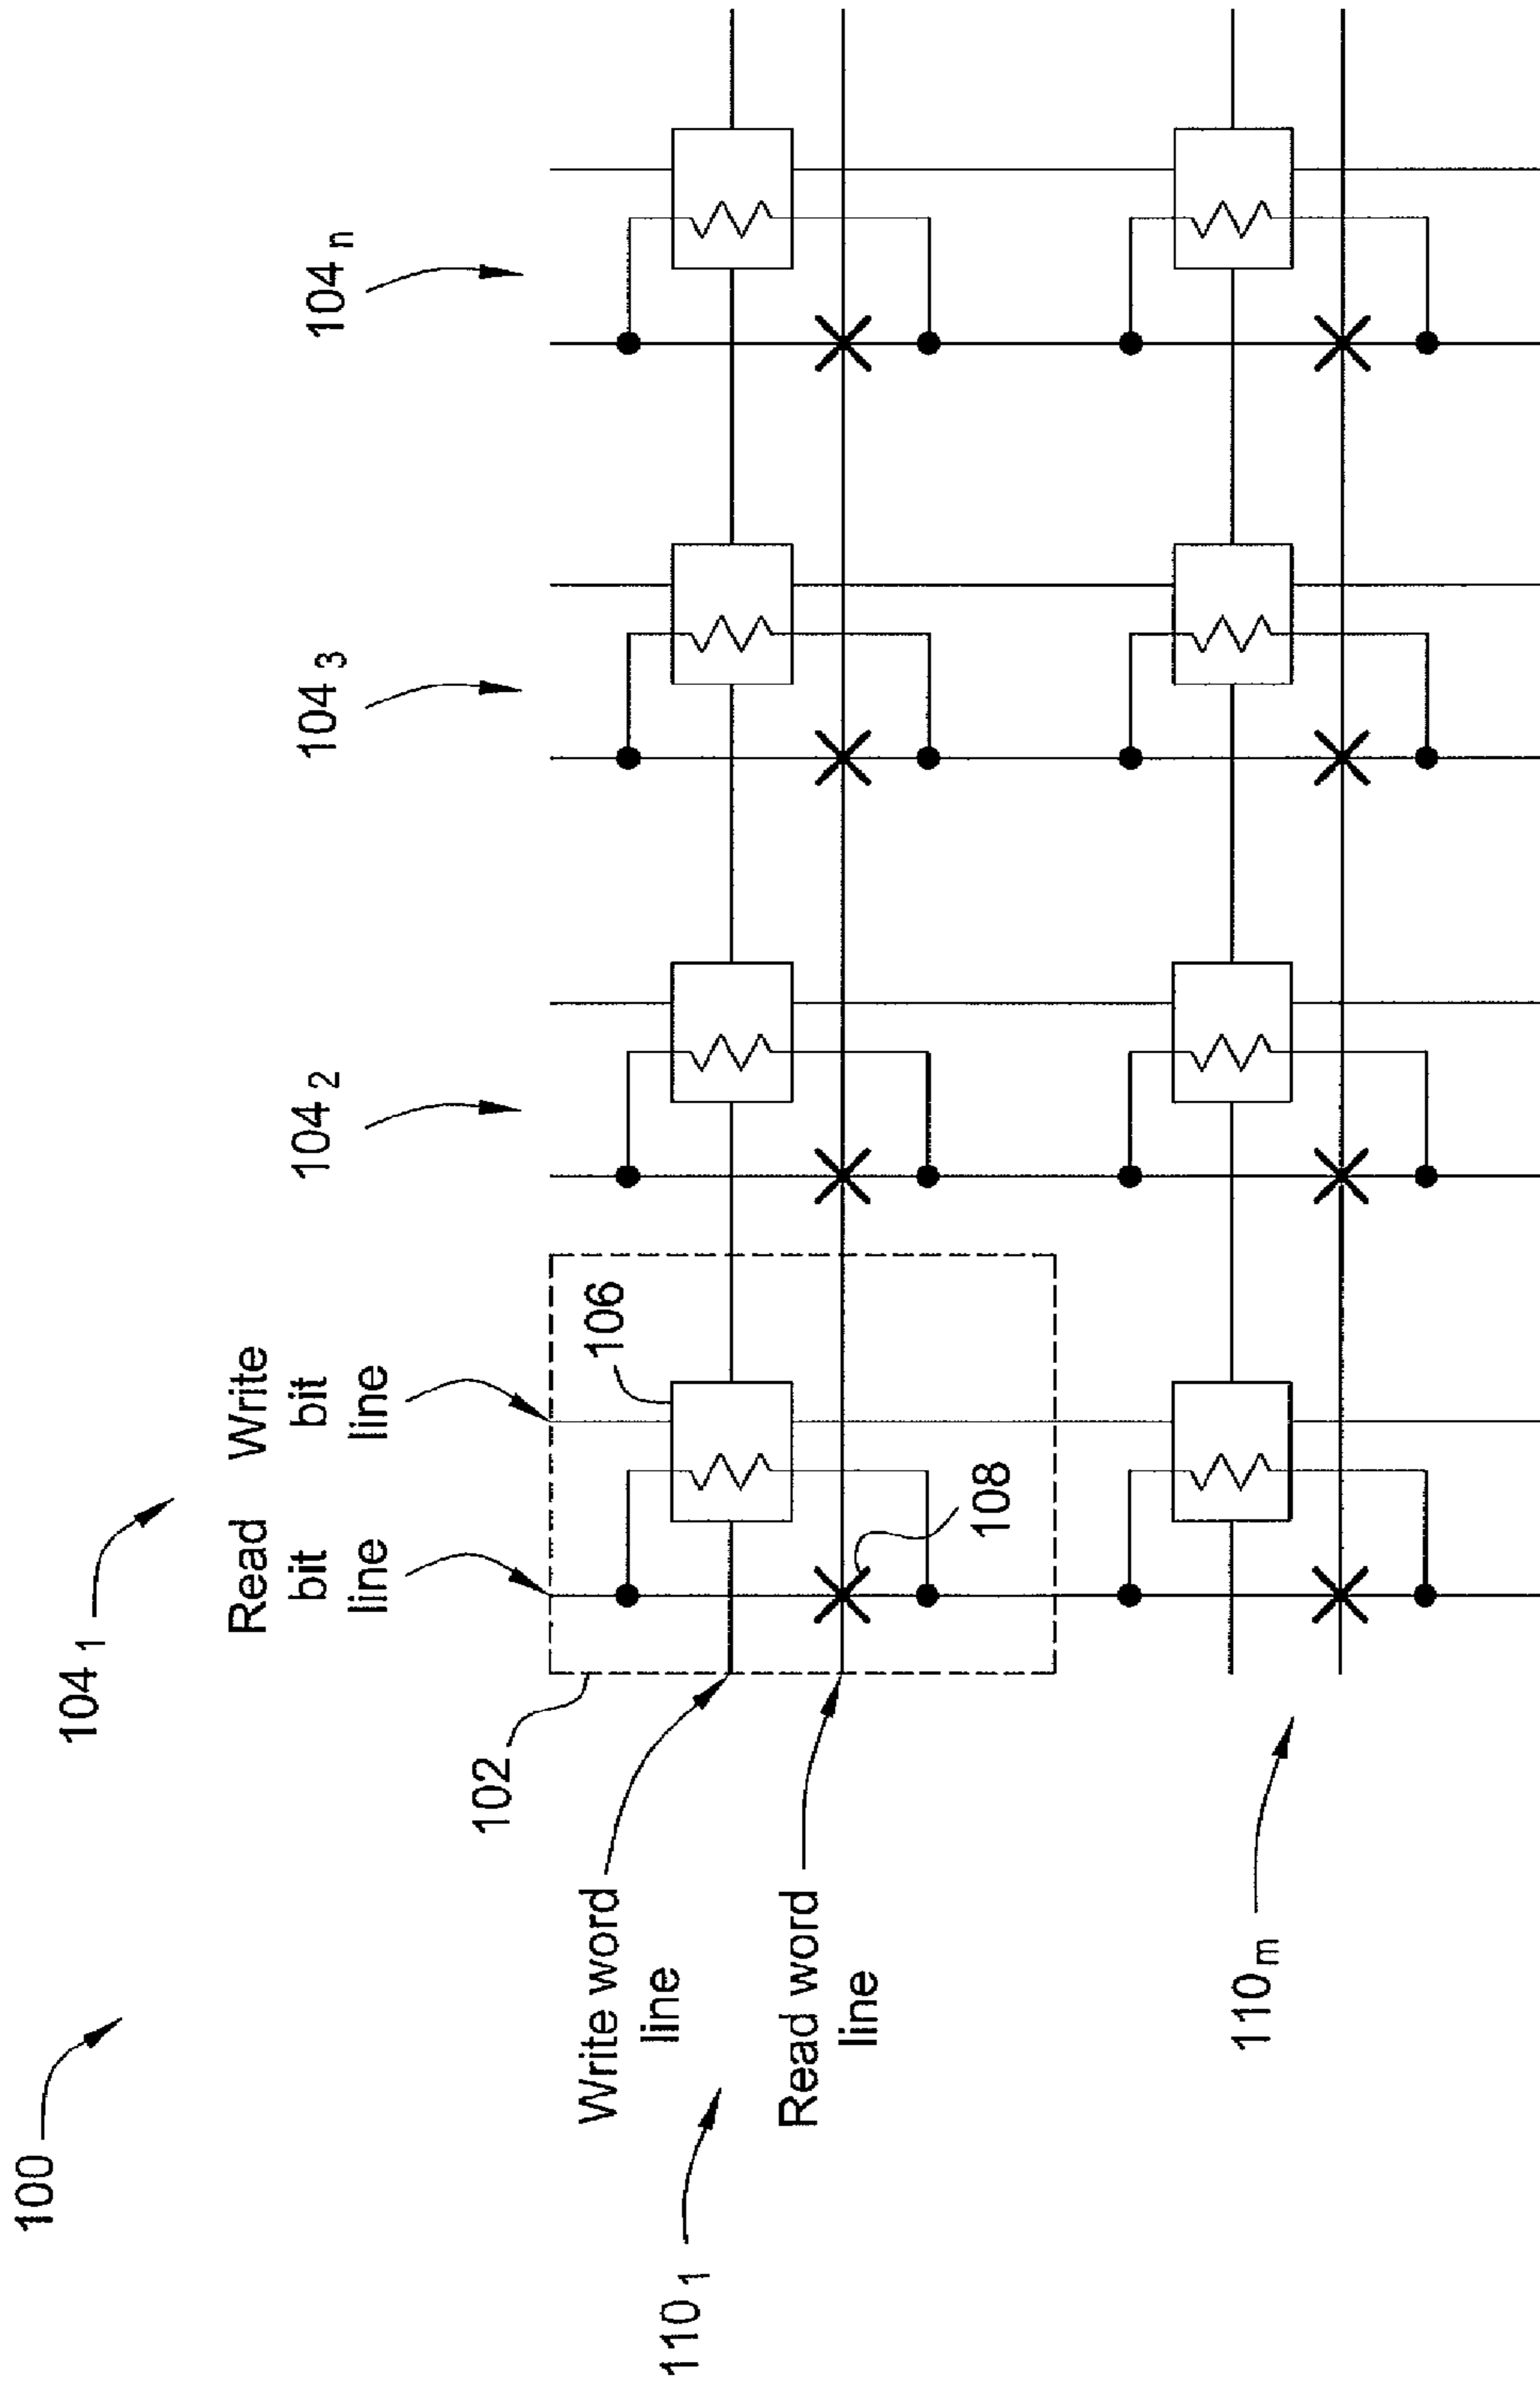 100
104 1
Read bit line
Write bit line
104 2
104 3
104 n
102
106
108
110 1
Write word line
Read word line
110 m